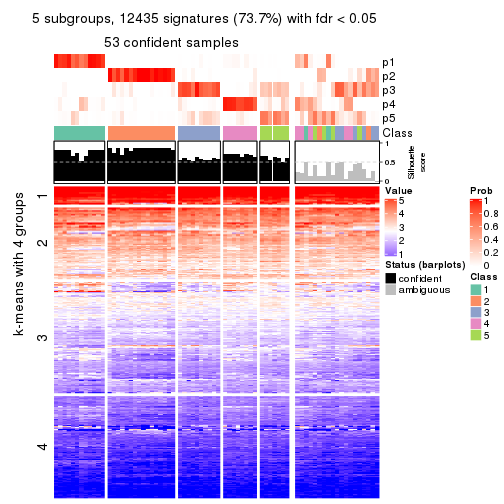 5 subgroups, 12435 signatures (73.7%) with fdr < 0.05
53 confident samples
p1
p2
p3
p4
p5
Class
1
0.5
0
Silhouette
score
k-means with 4 groups
1
2
3
4
Value
5
4
3
2
1
Status (barplots)
confident
ambiguous
Prob
1
0.8
0.6
0.4
0.2
0
Class
1
2
3
4
5